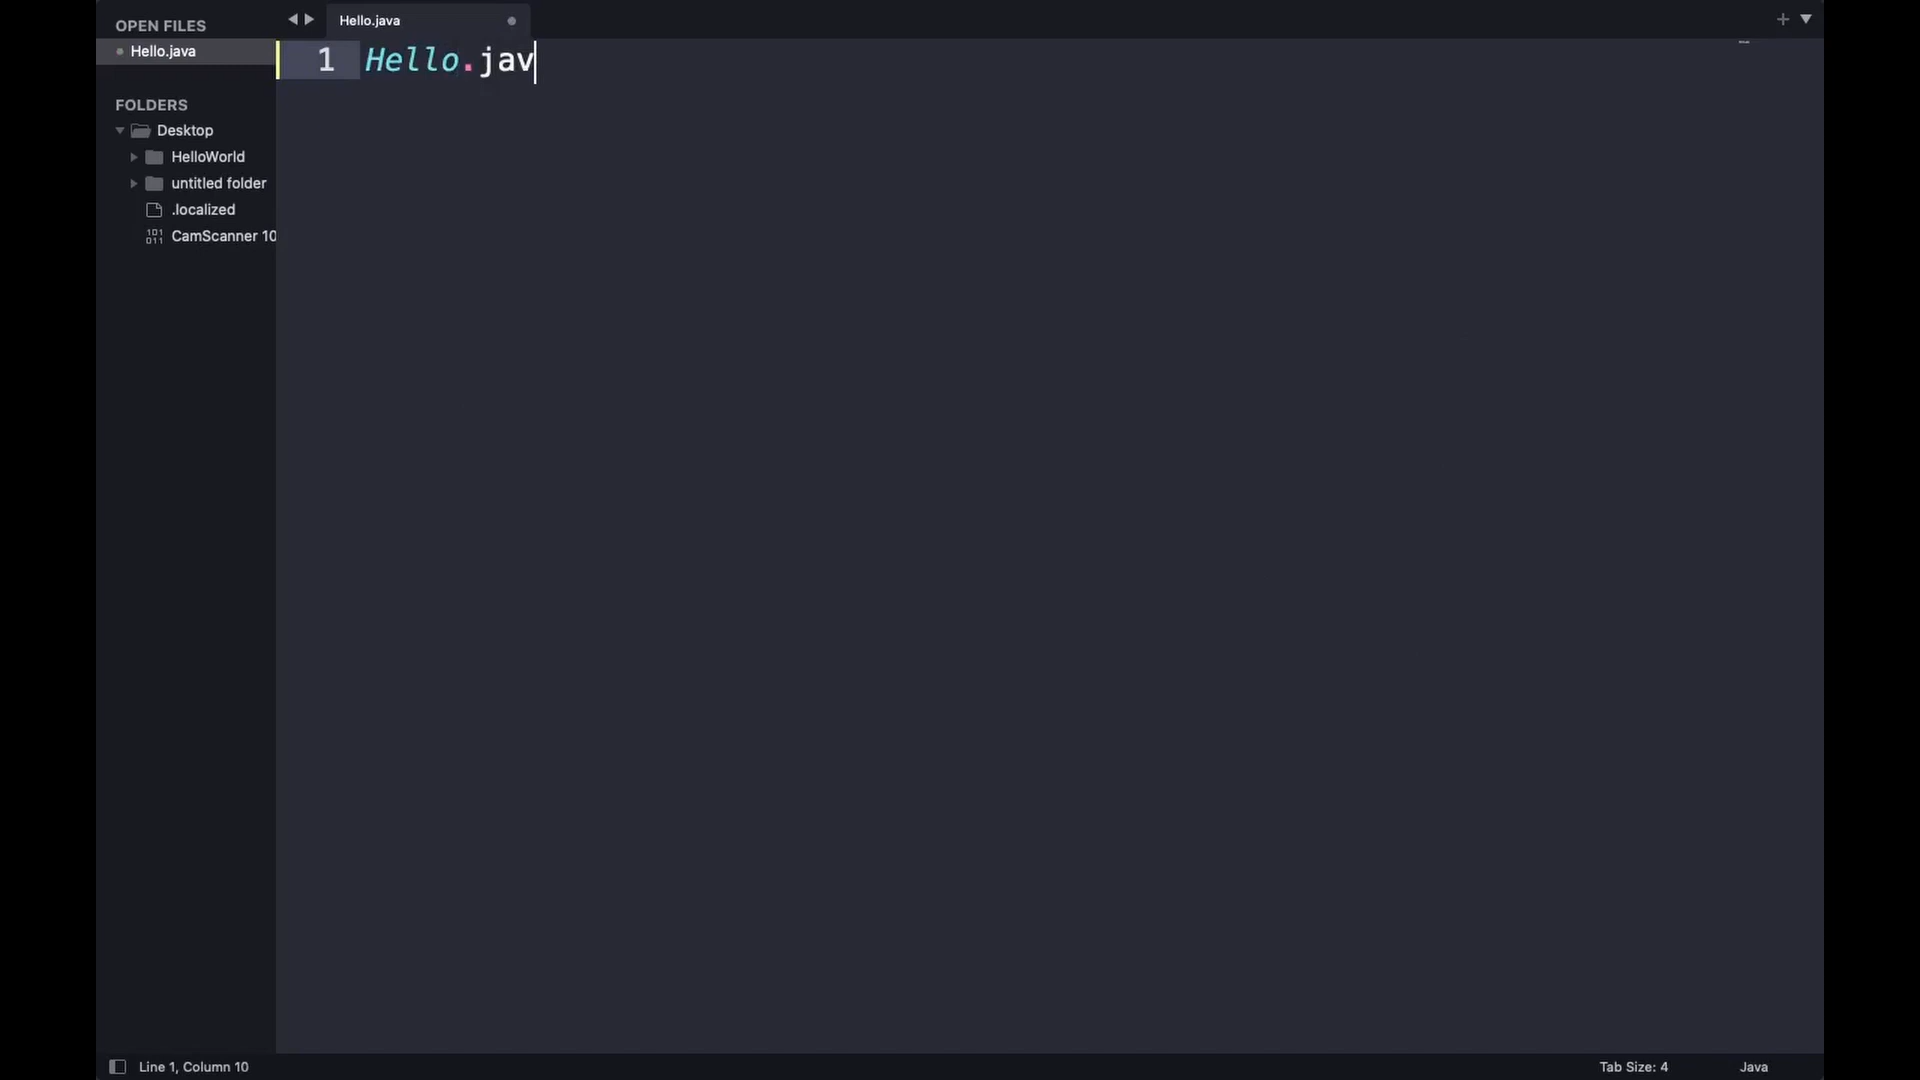 OPEN FILES
Hello.java
FOLDERS
Desktop
HelloWorld
untitled folder
.localized
CamScanner 10
Hello.java
1 Hello.jav
Line 1, Column 10
Tab Size: 4
Java